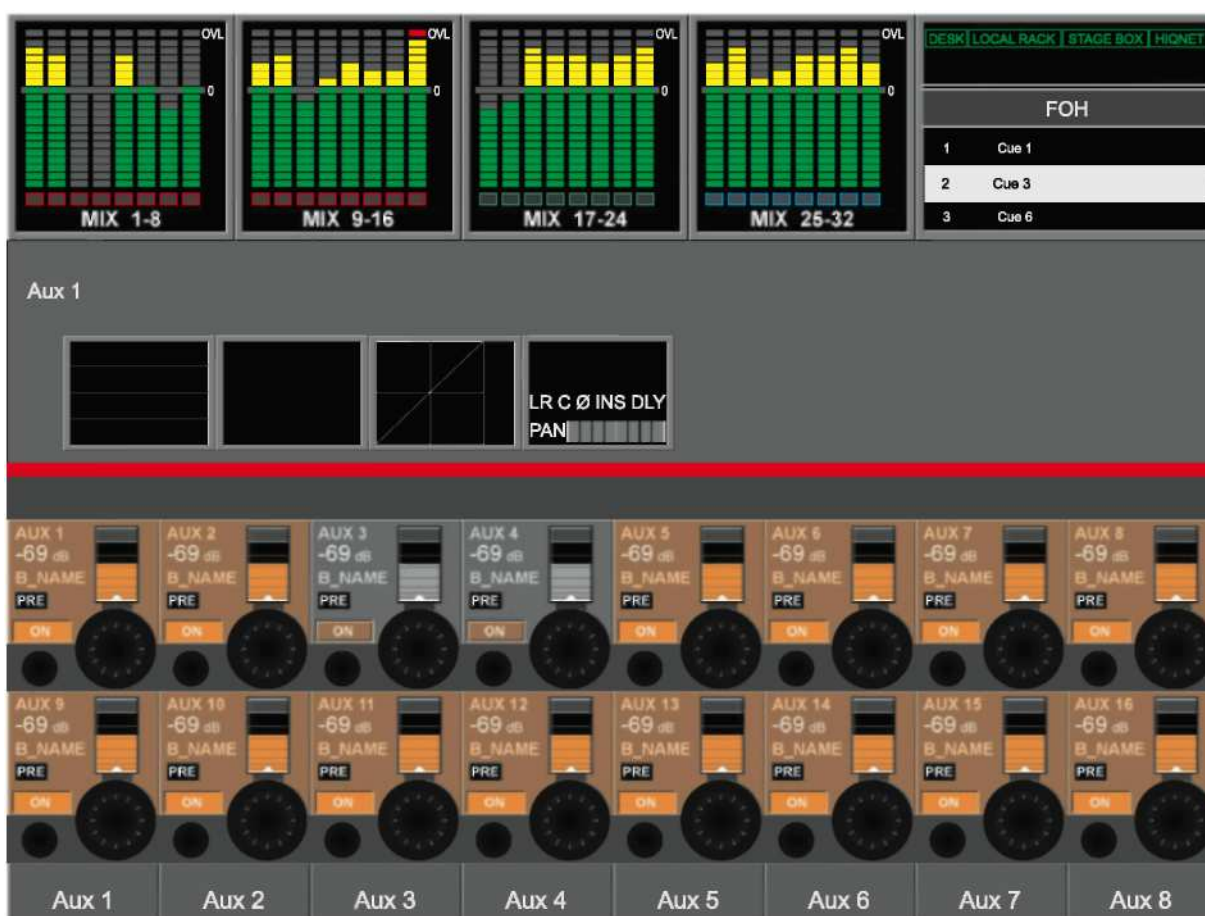 OVL OVL OVL OVL DESK LOCAL RACK STAGE BOX HIQNET
0 0 0 0
FOH
1 Cue 1
2 Cue 3
3 Cue 6
MIX 1-8 MIX 9-16 MIX 17-24 MIX 25-32
Aux 1
LR C Ø INS DLY
PAN
AUX 1 AUX 2 AUX 3 AUX 4 AUX 5 AUX 6 AUX 7 AUX 8
-69 dB -69 dB -69 dB -69 dB -69 dB -69 dB -69 dB -69 dB
B_NAME B_NAME B_NAME B_NAME B_NAME B_NAME B_NAME B_NAME
PRE PRE PRE PRE PRE PRE PRE PRE
ON ON ON ON ON ON ON ON
AUX 9 AUX 10 AUX 11 AUX 12 AUX 13 AUX 14 AUX 15 AUX 16
-69 dB -69 dB -69 dB -69 dB -69 dB -69 dB -69 dB -69 dB
B_NAME B_NAME B_NAME B_NAME B_NAME B_NAME B_NAME B_NAME
PRE PRE PRE PRE PRE PRE PRE PRE
ON ON ON ON ON ON ON ON
Aux 1 Aux 2 Aux 3 Aux 4 Aux 5 Aux 6 Aux 7 Aux 8